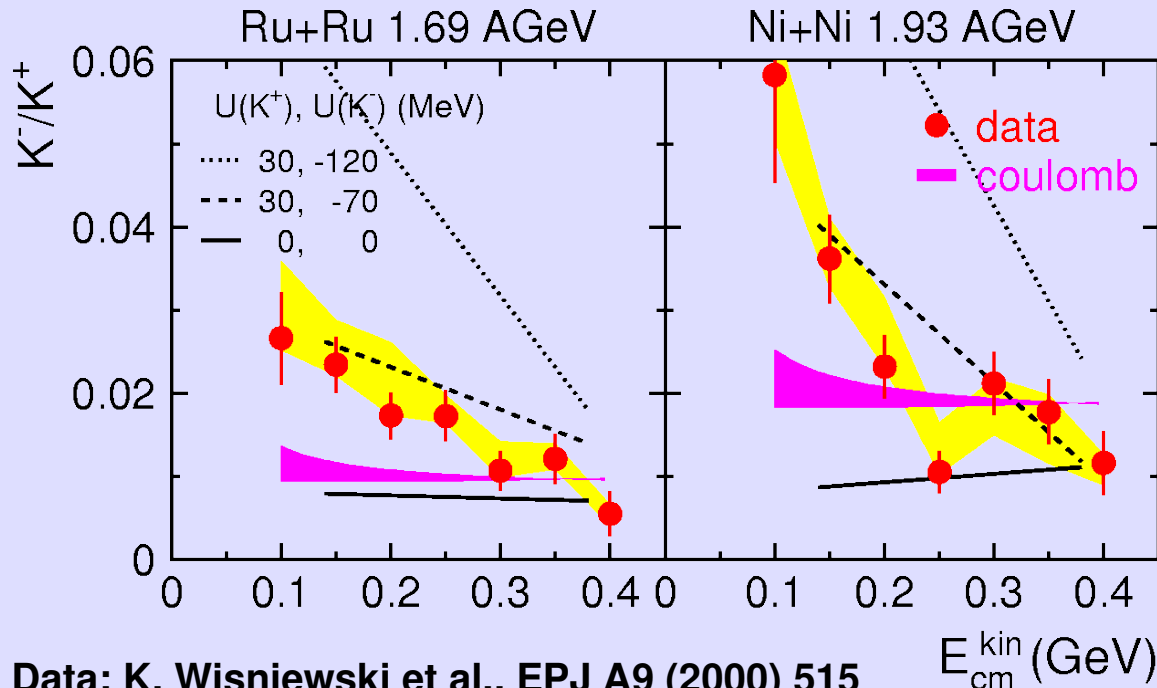 Ru+Ru 1.69 AGeV
Ni+Ni 1.93 AGeV
K⁻/K⁺
0.06
0.04
0.02
0
U(K⁺), U(K⁻) (MeV)
30, -120
30, -70
0, 0
data
coulomb
0 0.1 0.2 0.3 0.4
0 0.1 0.2 0.3 0.4
E_cm^kin (GeV)
Data: K. Wisniewski et al., EPJ A9 (2000) 515